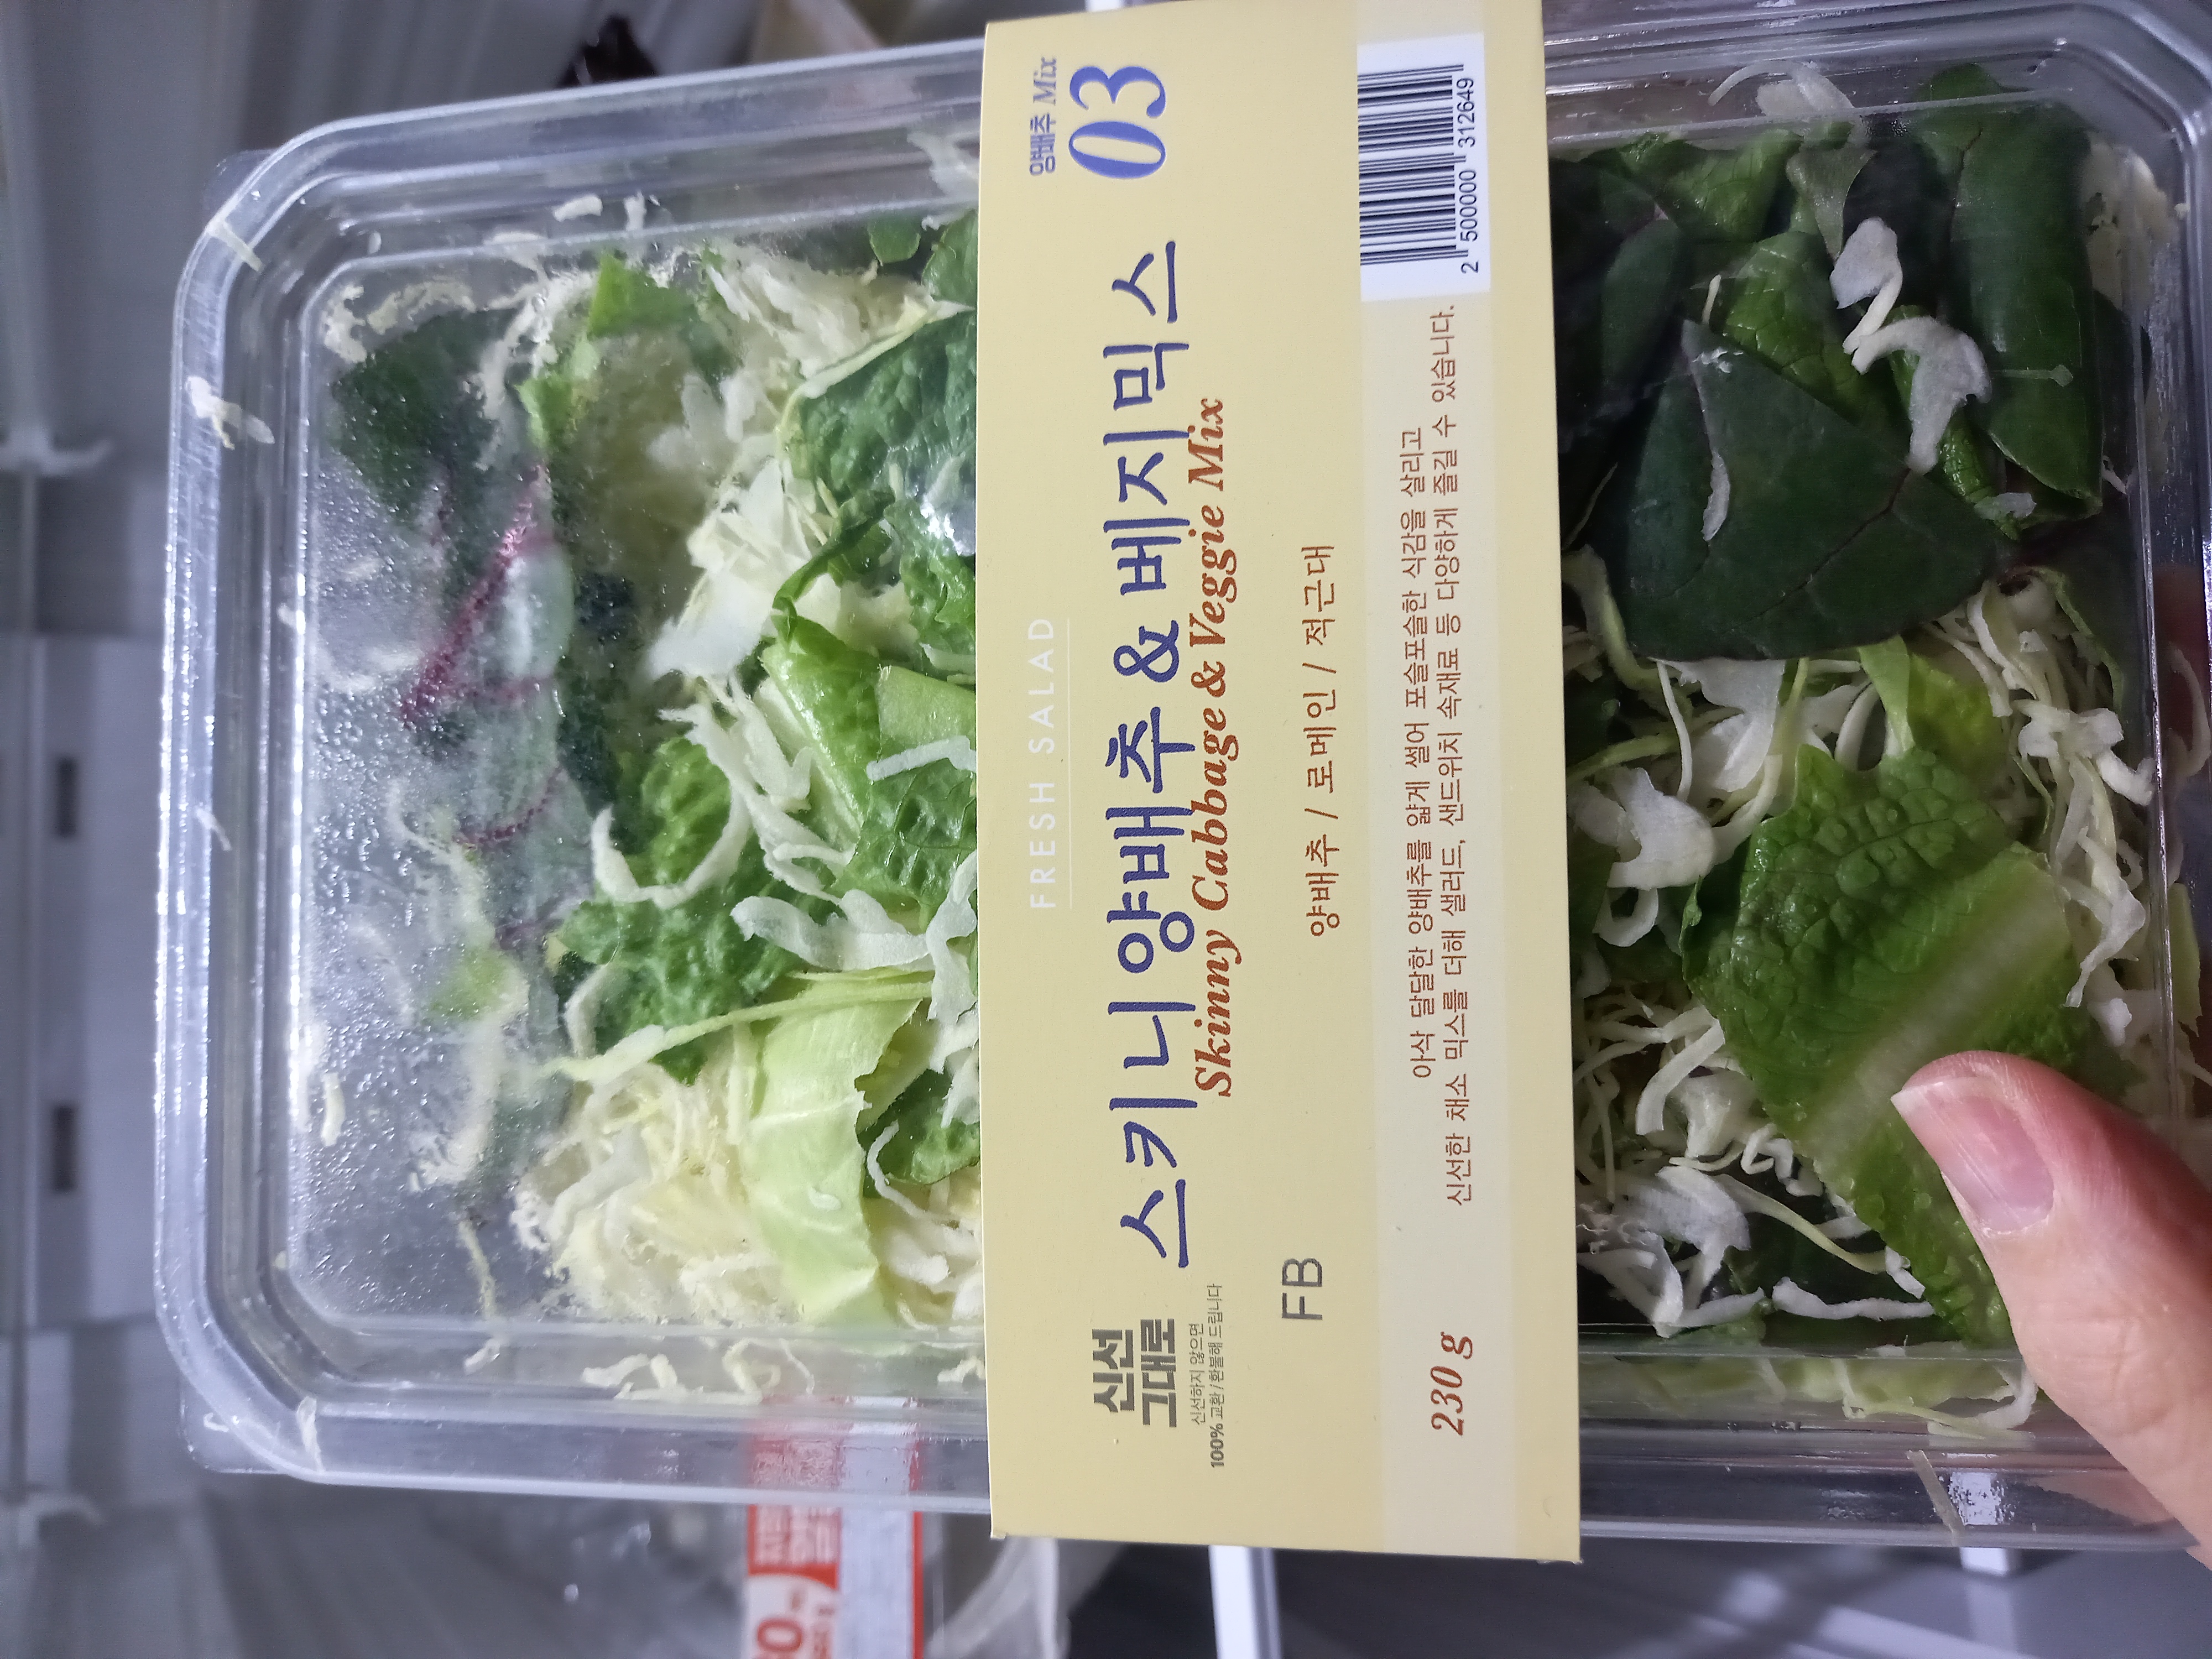 양배추 Mix
03
FRESH SALAD
스키니양배추 & 베지믹스
Skinny Cabbage & Veggie Mix
양배추 / 로메인 / 적근대
신선
그대로
신선하지 않으면
100% 교환 / 환불해 드립니다
FB
아삭 달달한 양배추를 얇게 썰어 포슬포슬한 식감을 살리고
신선한 채소 믹스를 더해 샐러드, 샌드위치 속재료 등 다양하게 즐길 수 있습니다.
230 g
2 500000 312649